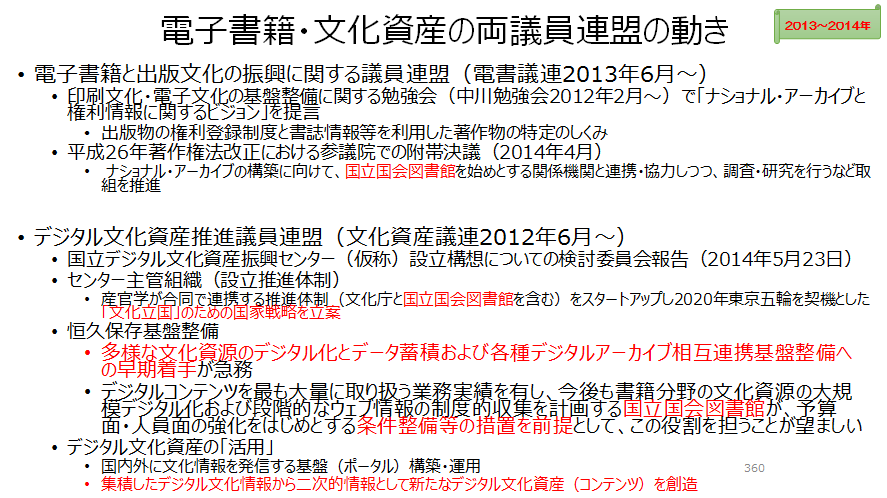 電子書籍・文化資産の両議員連盟の動き
2013～2014年
• 電子書籍と出版文化の振興に関する議員連盟（電書議連2013年6月～）
• 印刷文化・電子文化の基盤整備に関する勉強会（中川勉強会2012年2月～）で「ナショナル・アーカイブと
権利情報に関するビジョン」を提言
• 出版物の権利登録制度と書誌情報等を利用した著作物の特定のしくみ
• 平成26年著作権法改正における参議院での附帯決議（2014年4月）
• ナショナル・アーカイブの構築に向けて、国立国会図書館を始めとする関係機関と連携・協力しつつ、調査・研究を行うなど取
組を推進
• デジタル文化資産推進議員連盟（文化資産議連2012年6月～）
• 国立デジタル文化資産振興センター（仮称）設立構想についての検討委員会報告（2014年5月23日）
• センター主管組織（設立推進体制）
• 産官学が合同で連携する推進体制（文化庁と国立国会図書館を含む）をスタートアップし2020年東京五輪を契機とした
「文化立国」のための国家戦略を立案
• 恒久保存基盤整備
• 多様な文化資源のデジタル化とデータ蓄積および各種デジタルアーカイブ相互連携基盤整備へ
の早期着手が急務
• デジタルコンテンツを最も大量に取り扱う業務実績を有し、今後も書籍分野の文化資源の大規
模デジタル化および段階的なウェブ情報の制度的収集を計画する国立国会図書館が、予算
面・人員面の強化をはじめとする条件整備等の措置を前提として、この役割を担うことが望ましい
• デジタル文化資産の「活用」
• 国内外に文化情報を発信する基盤（ポータル）構築・運用
• 集積したデジタル文化情報から二次的情報として新たなデジタル文化資産（コンテンツ）を創造
360